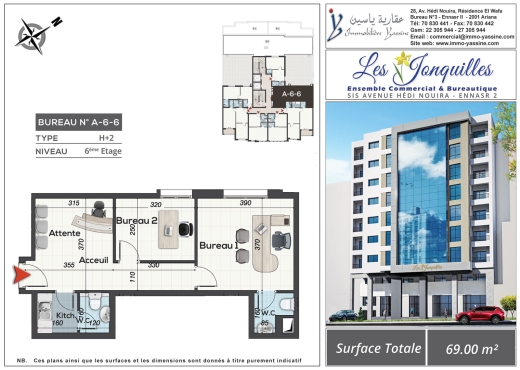 N
BUREAU N° A-6-6
TYPE H+2
NIVEAU 6ème Etage
A-6-6
315
320
390
Attente
370
Acceuil
355
Bureau 2
250
330
110
Bureau 1
370
Kitch.
160
W.C
120
160
W.C
85
NB. Ces plans ainsi que les surfaces et les dimensions sont donnés à titre purement indicatif
عقارية ياسين
Immobilière Yassine
28, Av. Hédi Nouira, Résidence El Wafa
Bureau N°3 - Ennasr II - 2001 Ariana
Tél: 70 830 441 - Fax: 70 830 442
Gsm: 22 305 944 - 27 305 944
Email : commercial@immo-yassine.com
Site web: www.immo-yassine.com
Les Jonquilles
Ensemble Commercial & Bureautique
SIS AVENUE HÉDI NOUIRA - ENNASR 2
Les Jonquilles
Surface Totale
69.00 m²